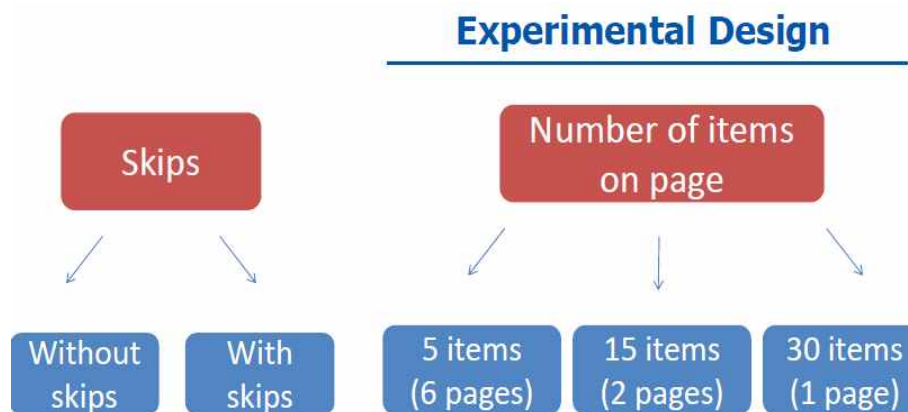 Experimental Design
Skips
Number of items
on page
Without
skips
With
skips
5 items
(6 pages)
15 items
(2 pages)
30 items
(1 page)